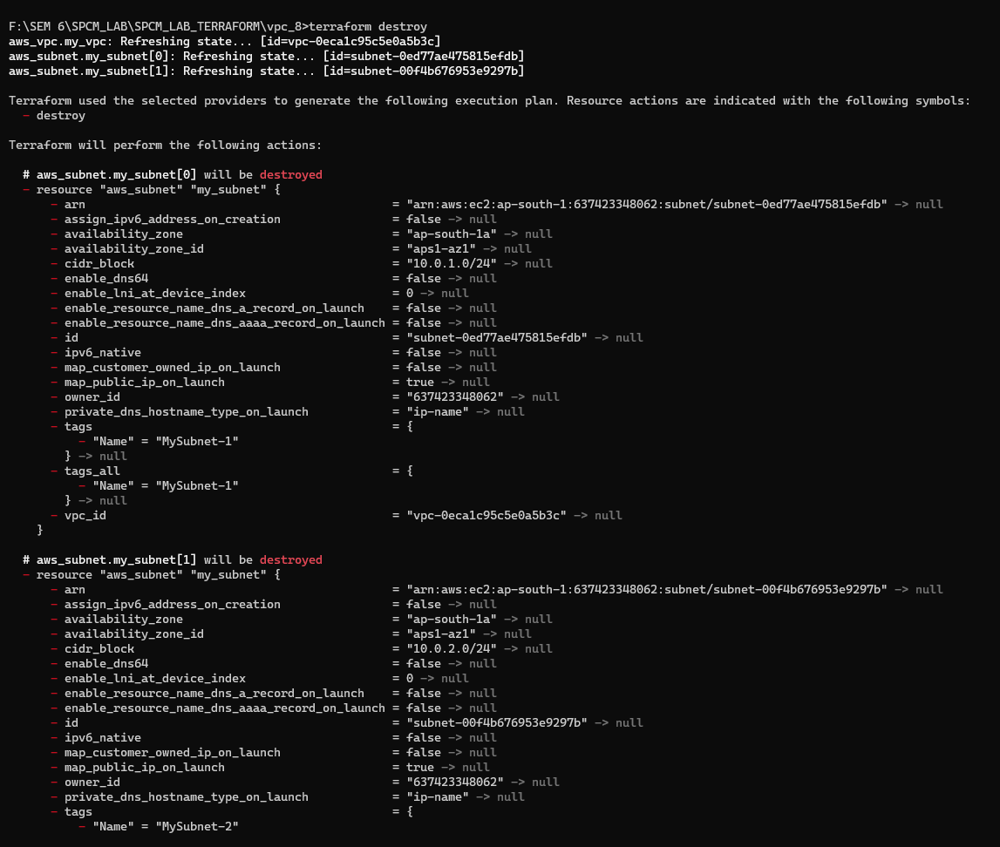 F:\SEM 6\SPCM_LAB\SPCM_LAB_TERRAFORM\vpc_8>terraform destroy
aws_vpc.my_vpc: Refreshing state... [id=vpc-0eca1c95c5e0a5b3c]
aws_subnet.my_subnet[0]: Refreshing state... [id=subnet-0ed77ae475815efdb]
aws_subnet.my_subnet[1]: Refreshing state... [id=subnet-00f4b676953e9297b]

Terraform used the selected providers to generate the following execution plan. Resource actions are indicated with the following symbols:
  - destroy

Terraform will perform the following actions:

  # aws_subnet.my_subnet[0] will be destroyed
  - resource "aws_subnet" "my_subnet" {
      - arn                                            = "arn:aws:ec2:ap-south-1:637423348062:subnet/subnet-0ed77ae475815efdb" -> null
      - assign_ipv6_address_on_creation                = false -> null
      - availability_zone                              = "ap-south-1a" -> null
      - availability_zone_id                           = "aps1-az1" -> null
      - cidr_block                                     = "10.0.1.0/24" -> null
      - enable_dns64                                   = false -> null
      - enable_lni_at_device_index                     = 0 -> null
      - enable_resource_name_dns_a_record_on_launch    = false -> null
      - enable_resource_name_dns_aaaa_record_on_launch = false -> null
      - id                                             = "subnet-0ed77ae475815efdb" -> null
      - ipv6_native                                    = false -> null
      - map_customer_owned_ip_on_launch                = false -> null
      - map_public_ip_on_launch                        = true -> null
      - owner_id                                       = "637423348062" -> null
      - private_dns_hostname_type_on_launch            = "ip-name" -> null
      - tags                                           = {
          - "Name" = "MySubnet-1"
        } -> null
      - tags_all                                       = {
          - "Name" = "MySubnet-1"
        } -> null
      - vpc_id                                         = "vpc-0eca1c95c5e0a5b3c" -> null
    }

  # aws_subnet.my_subnet[1] will be destroyed
  - resource "aws_subnet" "my_subnet" {
      - arn                                            = "arn:aws:ec2:ap-south-1:637423348062:subnet/subnet-00f4b676953e9297b" -> null
      - assign_ipv6_address_on_creation                = false -> null
      - availability_zone                              = "ap-south-1a" -> null
      - availability_zone_id                           = "aps1-az1" -> null
      - cidr_block                                     = "10.0.2.0/24" -> null
      - enable_dns64                                   = false -> null
      - enable_lni_at_device_index                     = 0 -> null
      - enable_resource_name_dns_a_record_on_launch    = false -> null
      - enable_resource_name_dns_aaaa_record_on_launch = false -> null
      - id                                             = "subnet-00f4b676953e9297b" -> null
      - ipv6_native                                    = false -> null
      - map_customer_owned_ip_on_launch                = false -> null
      - map_public_ip_on_launch                        = true -> null
      - owner_id                                       = "637423348062" -> null
      - private_dns_hostname_type_on_launch            = "ip-name" -> null
      - tags                                           = {
          - "Name" = "MySubnet-2"